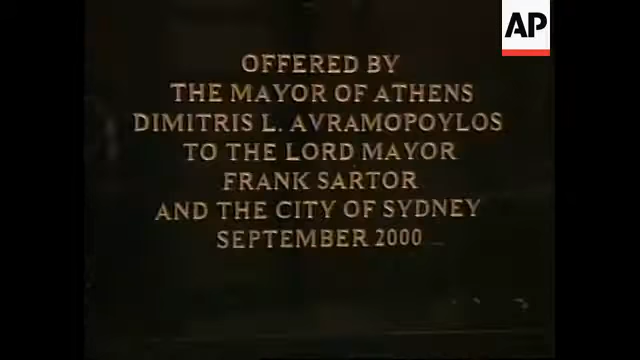 AP
OFFERED BY
THE MAYOR OF ATHENS
DIMITRIS L. AVRAMOPOYLOS
TO THE LORD MAYOR
FRANK SARTOR
AND THE CITY OF SYDNEY
SEPTEMBER 2000